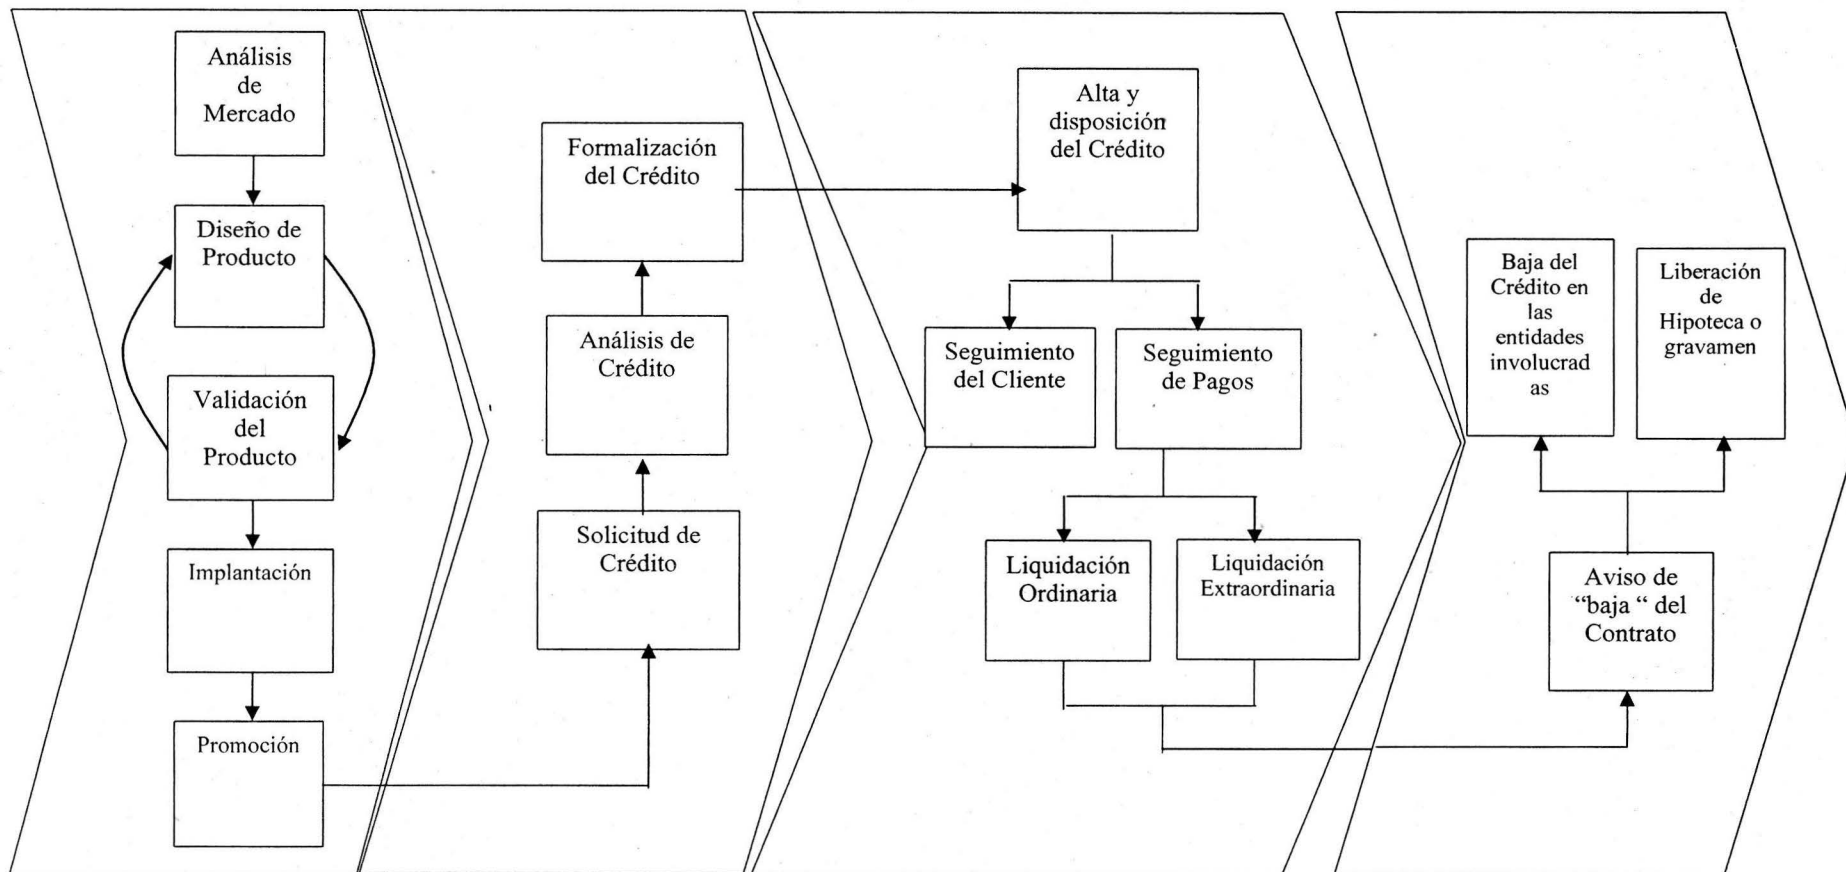 Análisis
de
Mercado
Diseño de
Producto
Validación
del
Producto
Implantación
Promoción
Formalización
del Crédito
Análisis de
Crédito
Solicitud de
Crédito
Alta y
disposición
del Crédito
Seguimiento
del Cliente
Seguimiento
de Pagos
Liquidación
Ordinaria
Liquidación
Extraordinaria
Baja del
Crédito en
las
entidades
involucrad
as
Liberación
de
Hipoteca o
gravamen
Aviso de
“baja “ del
Contrato